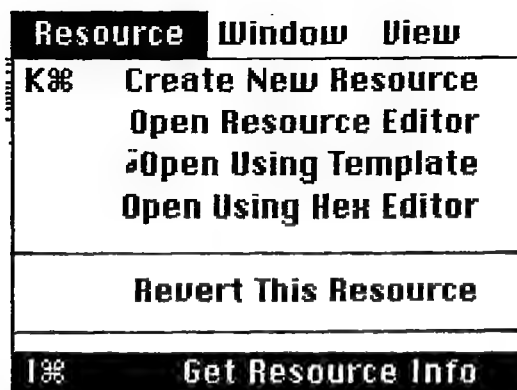 Resource Window View
K⌘ Create New Resource
Open Resource Editor
Open Using Template
Open Using Hex Editor
Revert This Resource
I⌘ Get Resource Info